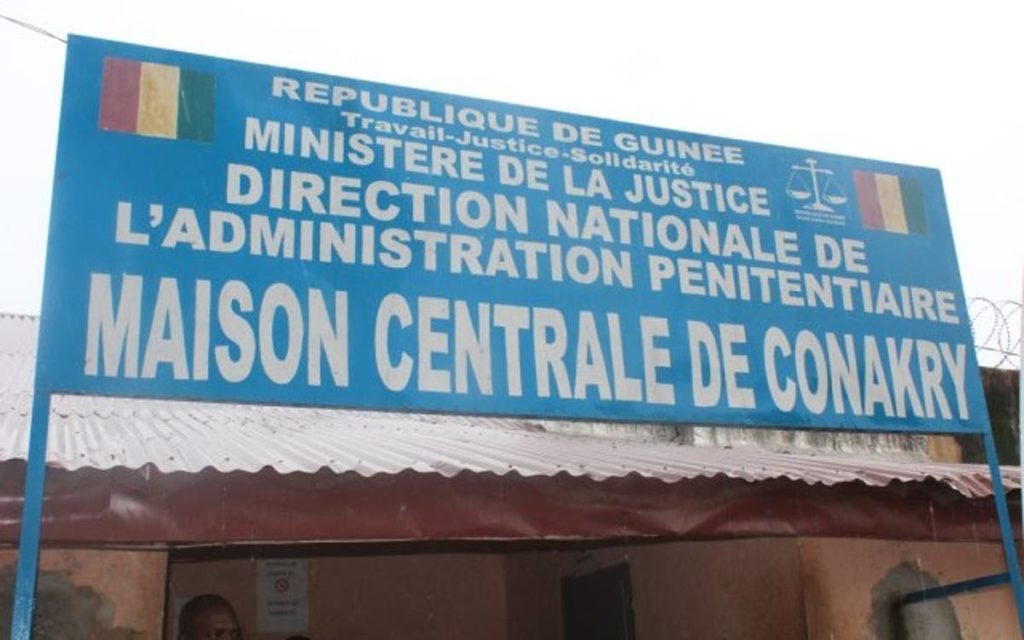 REPUBLIQUE DE GUINEE
Travail-Justice-Solidarité
MINISTERE DE LA JUSTICE
DIRECTION NATIONALE DE
L'ADMINISTRATION PENITENTIAIRE
MAISON CENTRALE DE CONAKRY